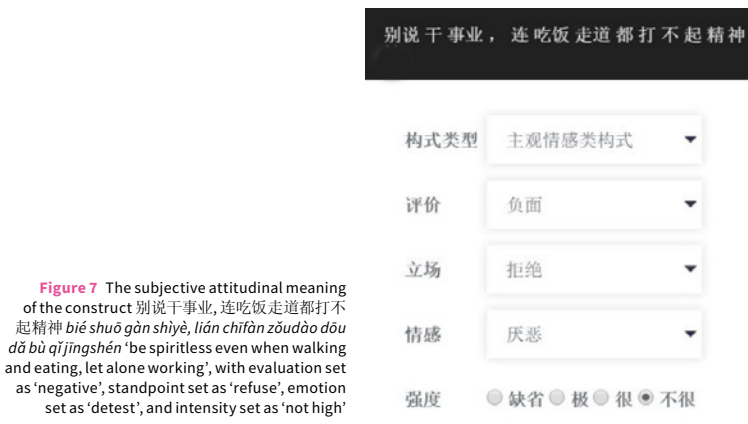 别说干事业，连吃饭走道都打不起精神
构式类型 主观情感类构式
评价 负面
立场 拒绝
情感 厌恶
强度 缺省 极 很 不很
Figure 7 The subjective attitudinal meaning
of the construct 别说干事业, 连吃饭走道都打不
起精神 bié shuō gàn shìyè, lián chīfàn zǒudào dōu
dǎ bù qǐ jīngshén ‘be spiritless even when walking
and eating, let alone working’, with evaluation set
as ‘negative’, standpoint set as ‘refuse’, emotion
set as ‘detest’, and intensity set as ‘not high’